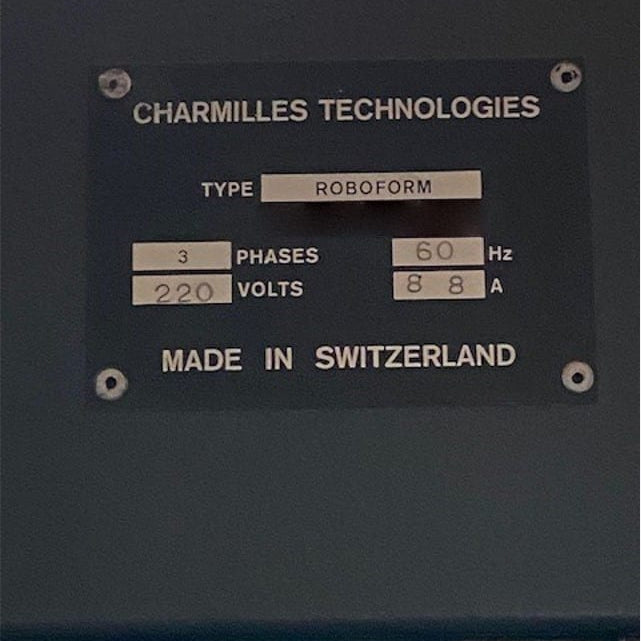 CHARMILLES TECHNOLOGIES
TYPE ROBOFORM
3 PHASES 60 Hz
220 VOLTS 8 8 A
MADE IN SWITZERLAND